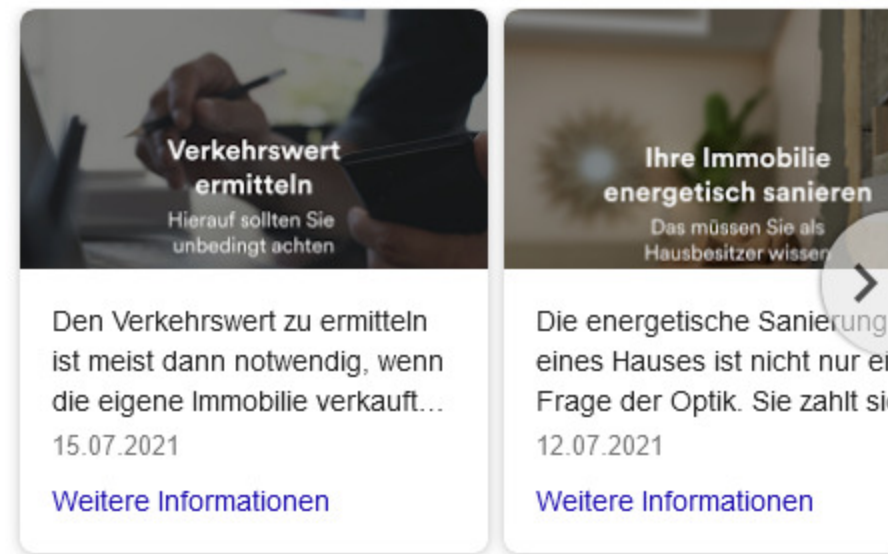 Verkehrswert
ermitteln
Hierauf sollten Sie
unbedingt achten
Den Verkehrswert zu ermitteln
ist meist dann notwendig, wenn
die eigene Immobilie verkauft...
15.07.2021
Weitere Informationen
Ihre Immobilie
energetisch sanieren
Das müssen Sie als
Hausbesitzer wissen
Die energetische Sanierung
eines Hauses ist nicht nur
Frage der Optik. Sie zahlt
12.07.2021
Weitere Informationen